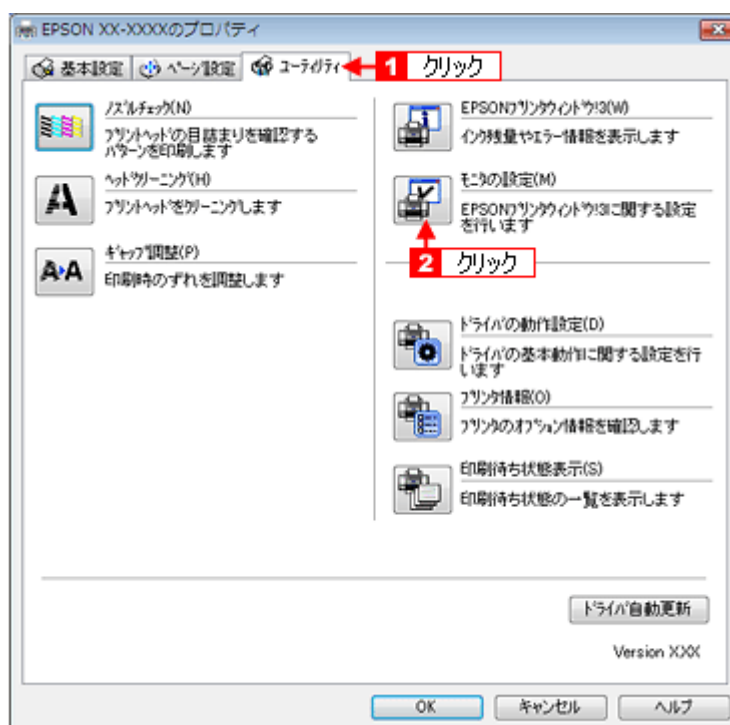 EPSON XX-XXXXのプロパティ
基本設定 ページ設定 ユーティリティ 1 クリック
ノズルチェック(N)
プリントヘッドの目詰まりを確認する
パターンを印刷します
ヘッドクリーニング(H)
プリントヘッドをクリーニングします
ギャップ調整(P)
印刷時のずれを調整します
EPSONプリンタウィンドウ!3(W)
インク残量やエラー情報を表示します
モニタの設定(M)
EPSONプリンタウィンドウ!3に関する設定
を行います
2 クリック
ドライバの動作設定(D)
ドライバの基本動作に関する設定を行
います
プリンタ情報(O)
プリンタのオプション情報を確認します
印刷待ち状態表示(S)
印刷待ち状態の一覧を表示します
ドライバ自動更新
Version X.XX
OK キャンセル ヘルプ